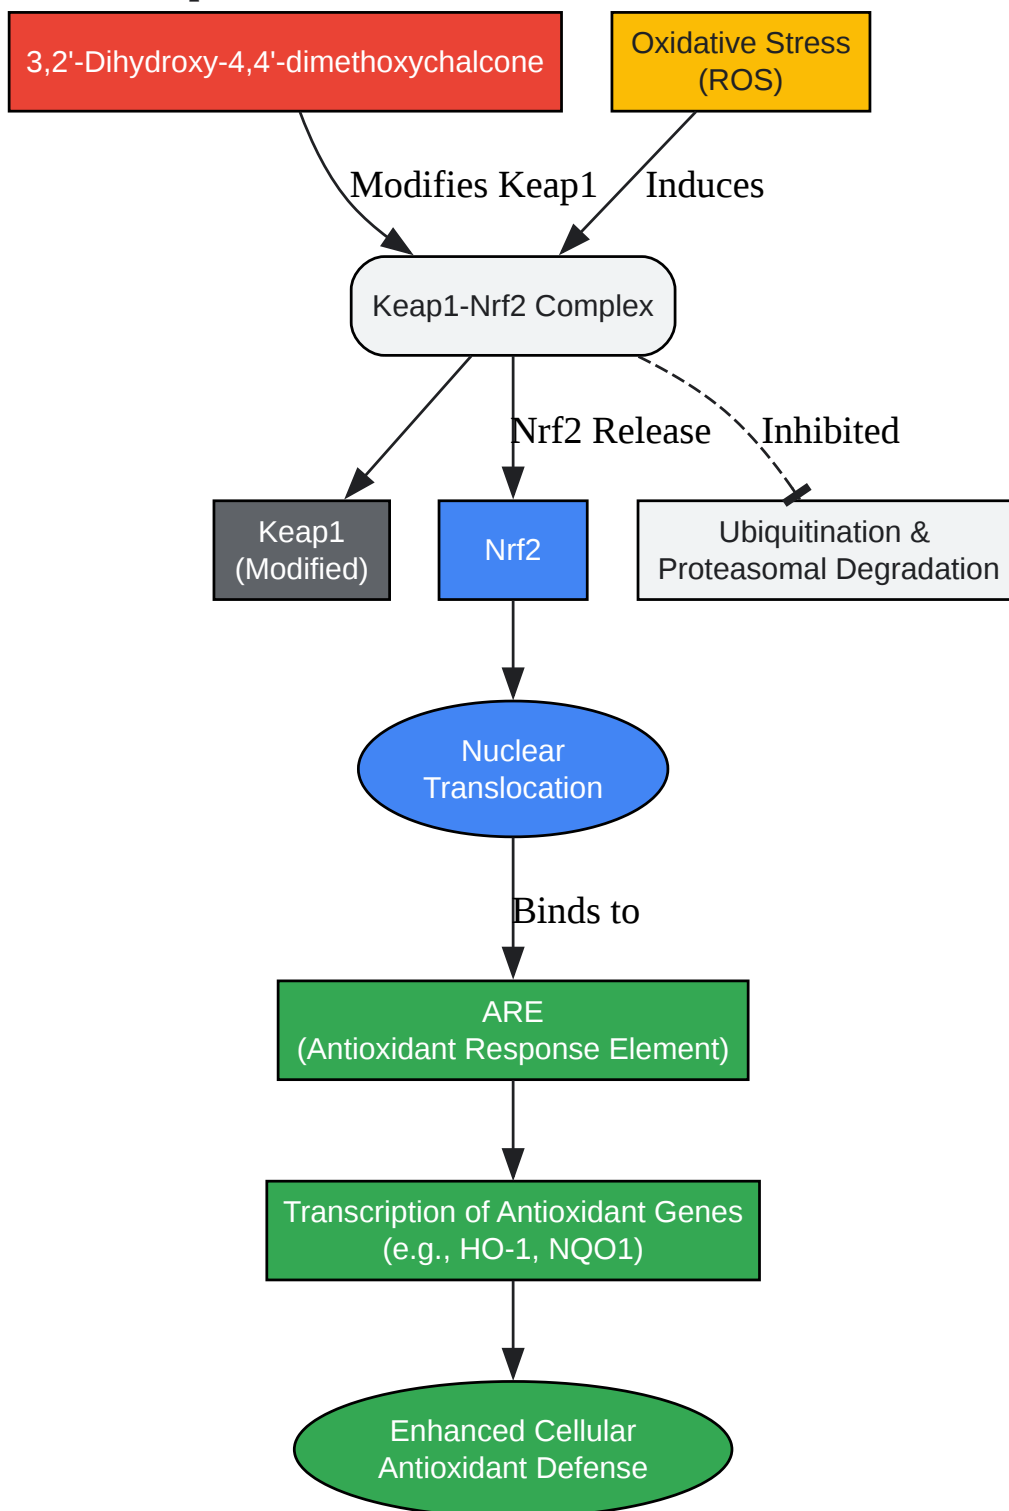 3,2'-Dihydroxy-4,4'-dimethoxychalcone
Oxidative Stress
(ROS)
Modifies Keap1
Induces
Keap1-Nrf2 Complex
Nrf2 Release
Inhibited
Keap1
(Modified)
Nrf2
Ubiquitination &
Proteasomal Degradation
Nuclear
Translocation
Binds to
ARE
(Antioxidant Response Element)
Transcription of Antioxidant Genes
(e.g., HO-1, NQO1)
Enhanced Cellular
Antioxidant Defense